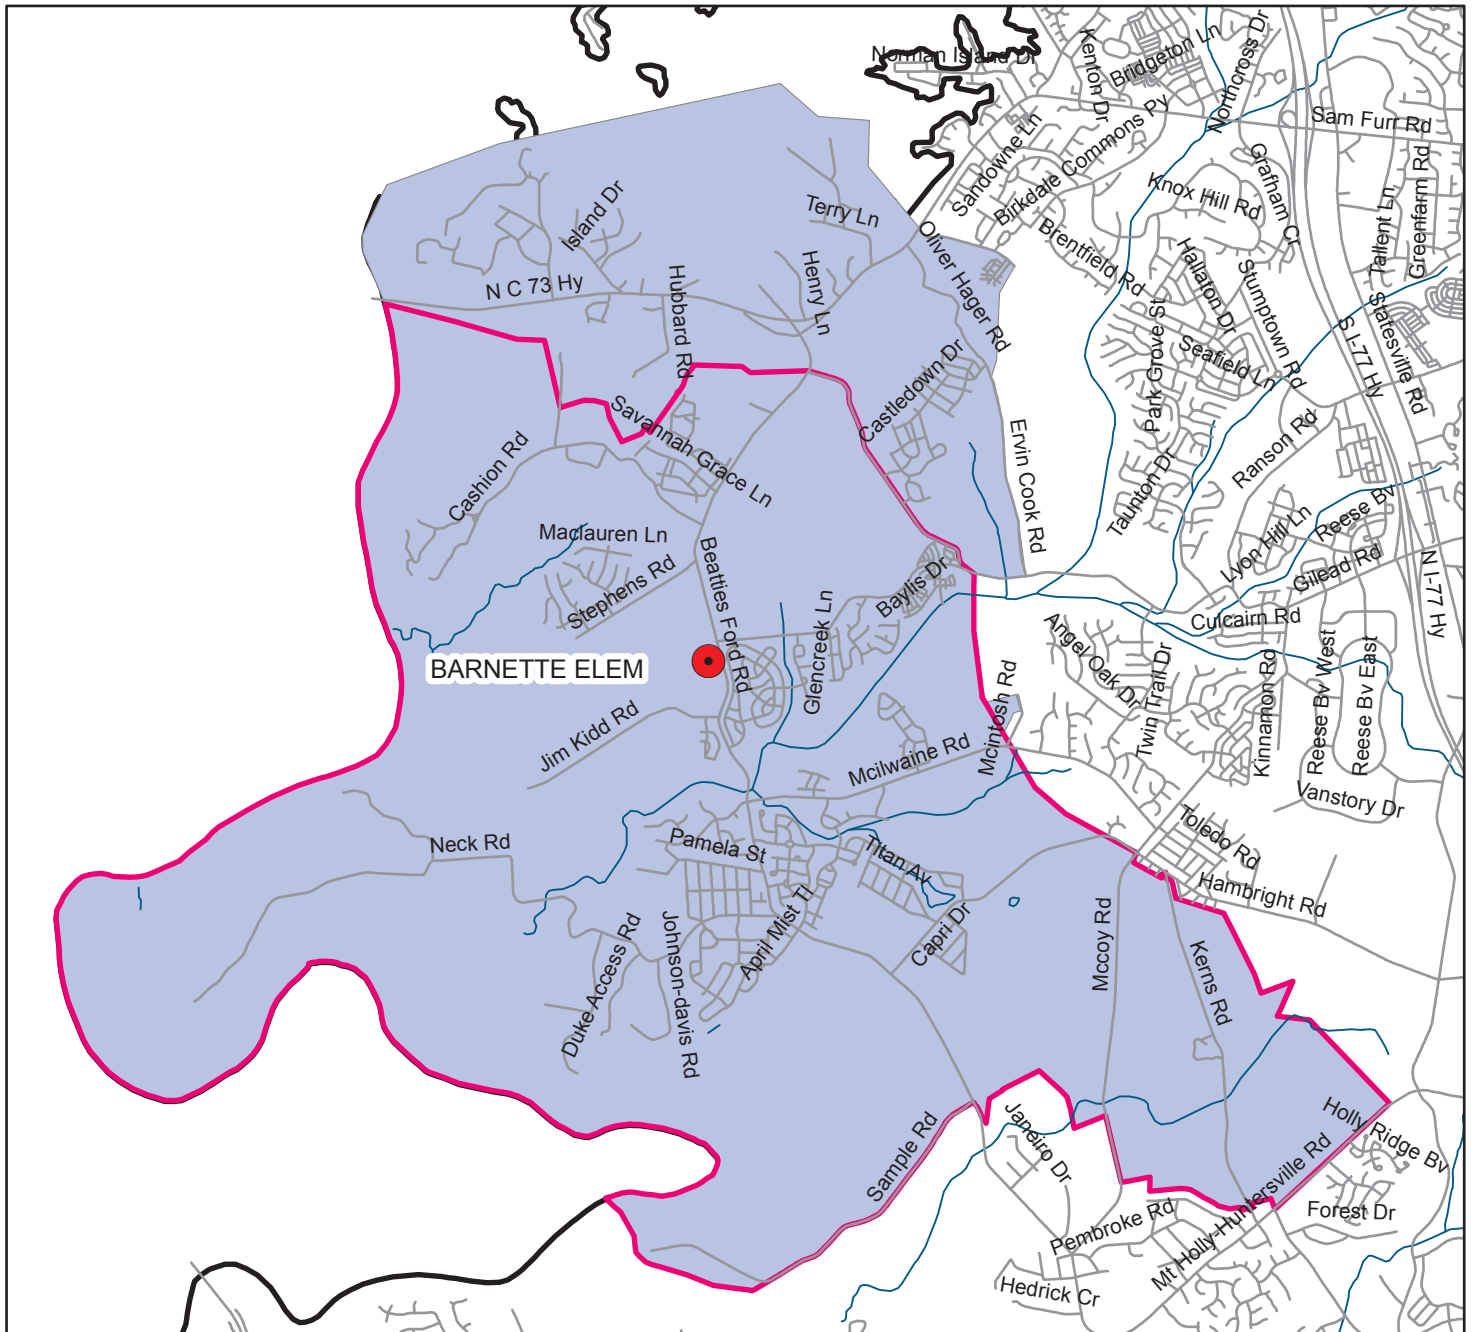 Norman Island Dr
Kenton Dr
Bridgeton Ln
Northcross Dr
Sam Furr Rd
Sandowne Ln
Birkdale Commons Py
Grafham Cr
Knox Hill Rd
Tallent Ln
Greenfarm Rd
Island Dr
Terry Ln
Oliver Hager Rd
Brentfield Rd
Hallaton Dr
Stumptown Rd
N C 73 Hy
Hubbard Rd
Henry Ln
Park Grove St
Seafield Ln
S I-77 Hy
Statesville Rd
Castledown Dr
Savannah Grace Ln
Cashion Rd
Ervin Cook Rd
Taunton Dr
Ranson Rd
Maclauren Ln
Stephens Rd
Beatties Ford Rd
Baylis Dr
Lyon Hill Ln
Reese Bv
Gilead Rd
N I-77 Hy
Glencreek Ln
Culcairn Rd
Angel Oak Dr
Twin Trail Dr
Kinnamon Rd
Reese Bv West
Reese Bv East
BARNETTE ELEM
Jim Kidd Rd
Mcilwaine Rd
Mcintosh Rd
Vanstory Dr
Neck Rd
Pamela St
Titan Av
Toledo Rd
Hambright Rd
April Mist Tl
Capri Dr
Mccoy Rd
Kerns Rd
Duke Access Rd
Johnson-davis Rd
Sample Rd
Janeiro Dr
Holly Ridge Bv
Mt Holly-Huntersville Rd
Forest Dr
Pembroke Rd
Hedrick Cr